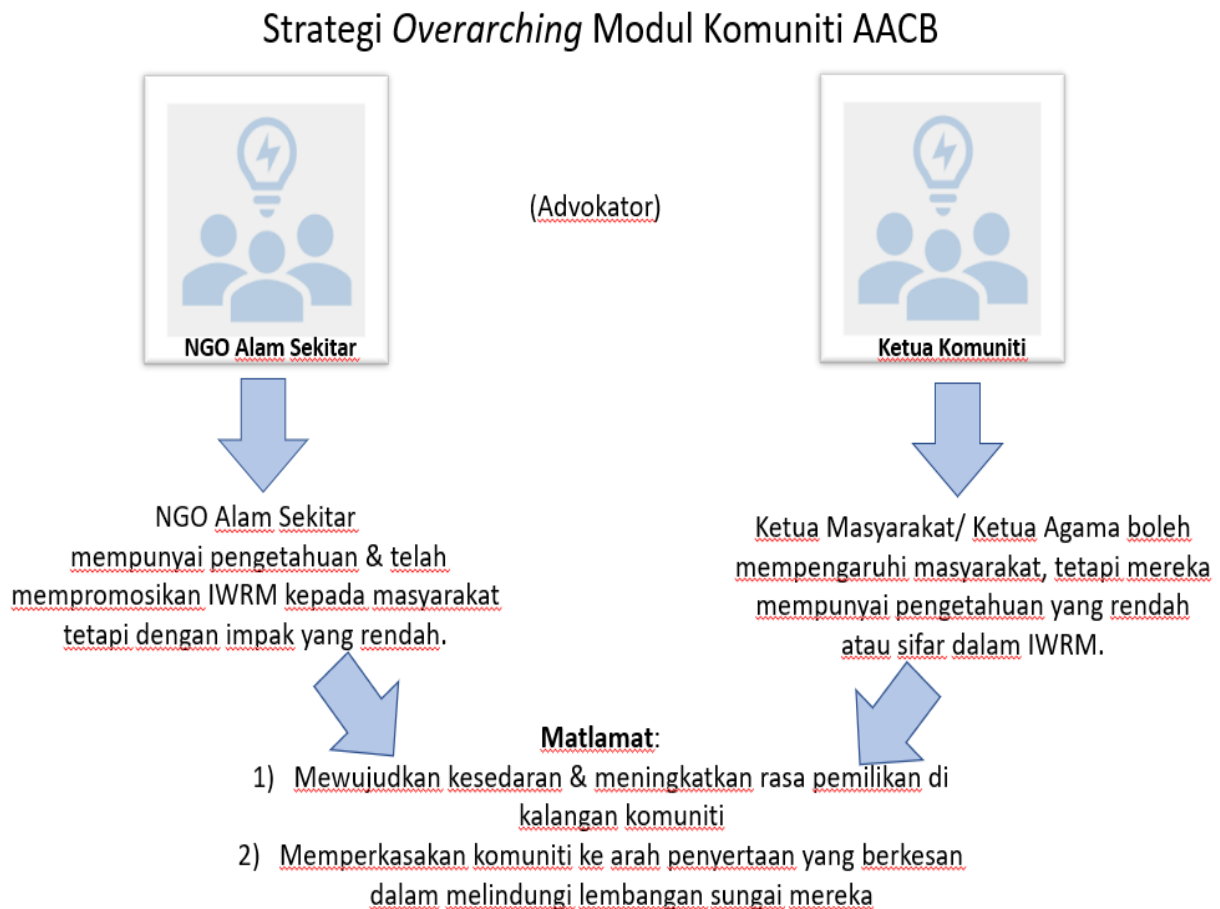 Strategi Overarching Modul Komuniti AACB
(Advokator)
NGO Alam Sekitar
Ketua Komuniti
NGO Alam Sekitar
mempunyai pengetahuan & telah
mempromosikan IWRM kepada masyarakat
tetapi dengan impak yang rendah.
Ketua Masyarakat/ Ketua Agama boleh
mempengaruhi masyarakat, tetapi mereka
mempunyai pengetahuan yang rendah
atau sifar dalam IWRM.
Matlamat:
1) Mewujudkan kesedaran & meningkatkan rasa pemilikan di
kalangan komuniti
2) Memperkasakan komuniti ke arah penyertaan yang berkesan
dalam melindungi lembangan sungai mereka